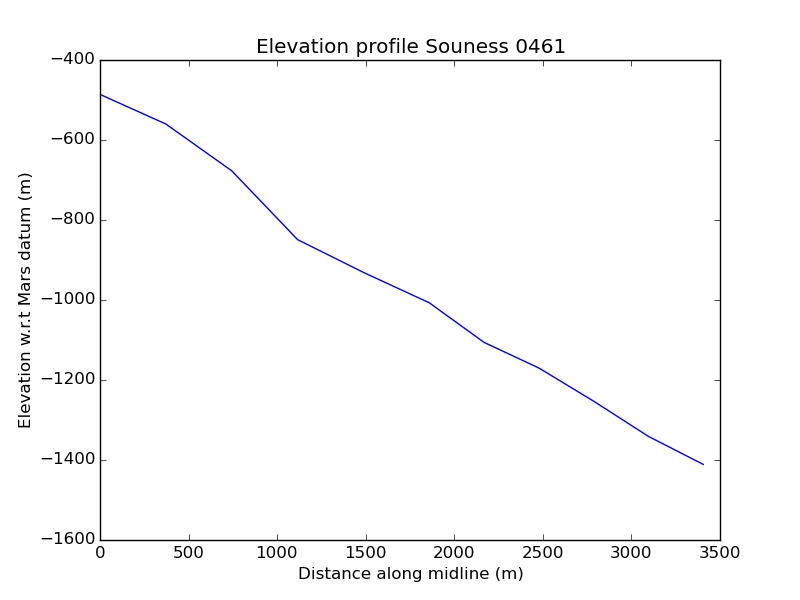 Elevation profile Souness 0461
−400
−600
−800
−1000
−1200
−1400
−1600
Elevation w.r.t Mars datum (m)
0 500 1000 1500 2000 2500 3000 3500
Distance along midline (m)